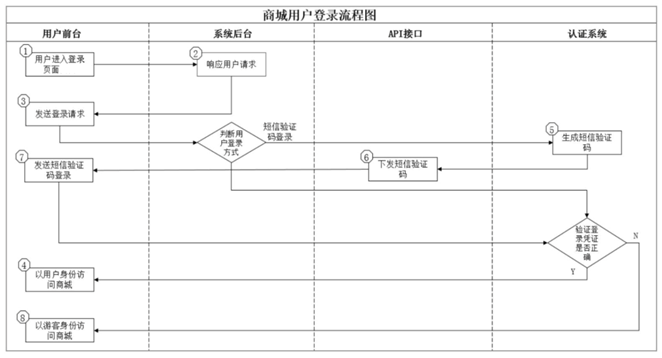 商城用户登录流程图
用户前台
系统后台
API接口
认证系统
①
用户进入登录
页面
②
响应用户请求
③
发送登录请求
判断用
户登录
方式
短信验证
码登录
⑤
生成短信验证
码
⑦
发送短信验证
码登录
⑥
下发短信验证
码
验证登
录凭证
是否正
确
N
Y
④
以用户身份访
问商城
⑧
以游客身份访
问商城